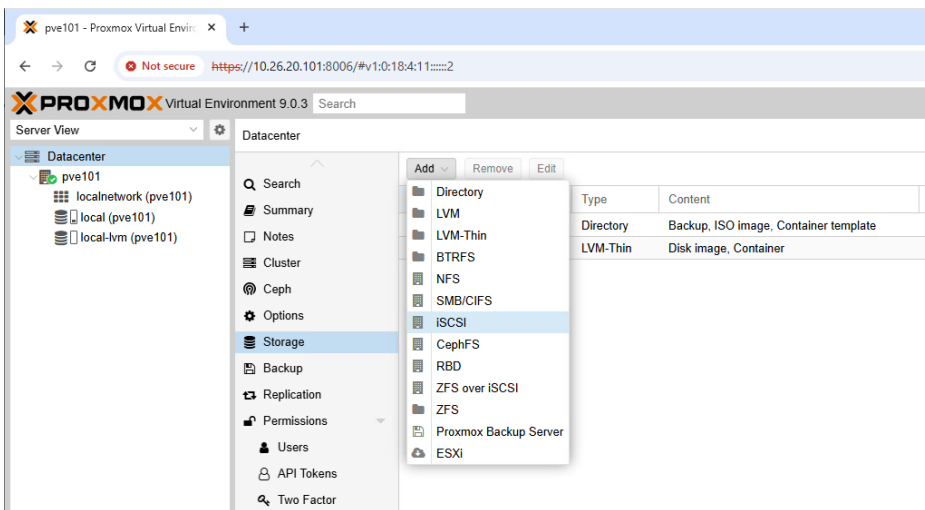 pve101 - Proxmox Virtual Enviro
Not secure https://10.26.20.101:8006/#v1:0:18:4:11::::::2
PROXMOX Virtual Environment 9.0.3 Search
Server View
Datacenter
pve101
localnetwork (pve101)
local (pve101)
local-lvm (pve101)
Datacenter
Search
Summary
Notes
Cluster
Ceph
Options
Storage
Backup
Replication
Permissions
Users
API Tokens
Two Factor
Add Remove Edit
Directory
LVM
LVM-Thin
BTRFS
NFS
SMB/CIFS
iSCSI
CephFS
RBD
ZFS over iSCSI
ZFS
Proxmox Backup Server
ESXi
Type Content
Directory Backup, ISO image, Container template
LVM-Thin Disk image, Container